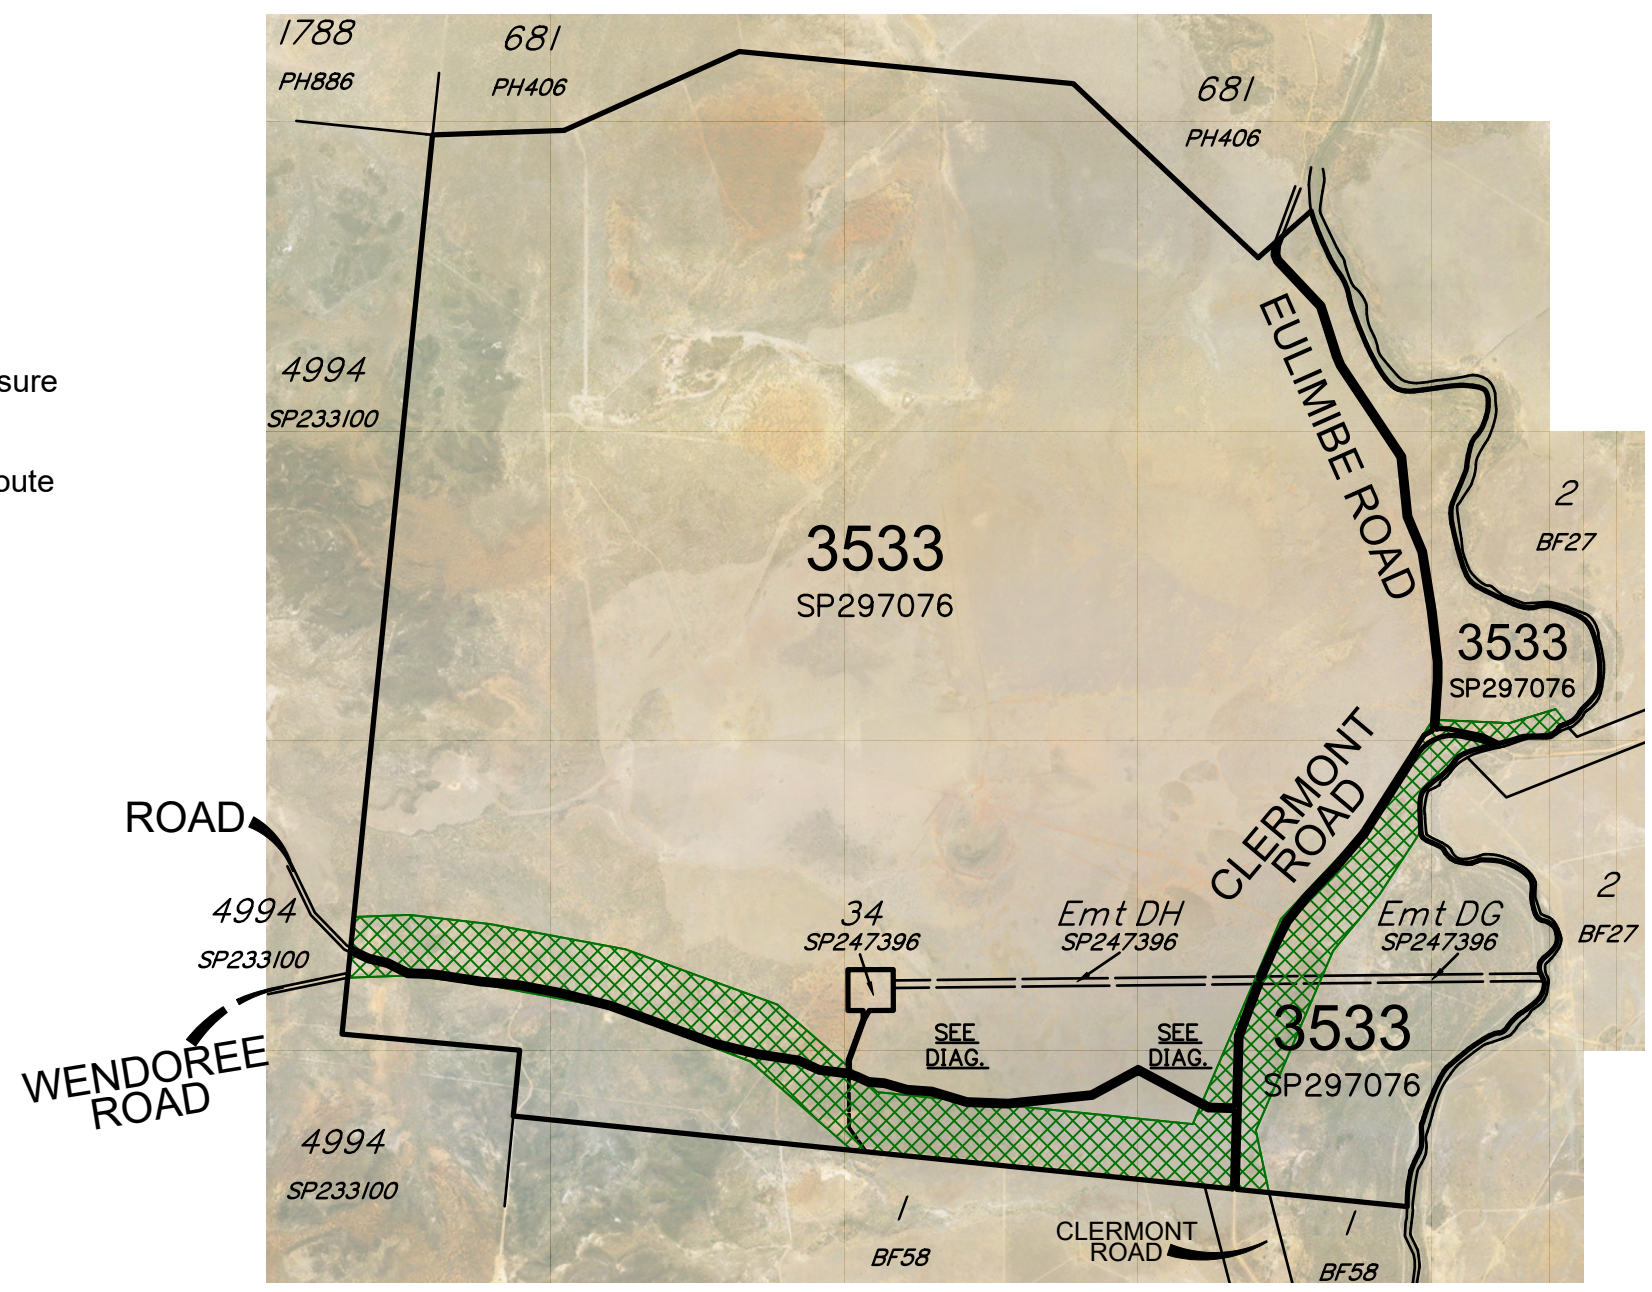 1788
PH886
681
PH406
681
PH406
sure
4994
SP233100
oute
EULIMIBE ROAD
2
BF27
3533
SP297076
3533
SP297076
CLERMONT
ROAD
ROAD
4994
SP233100
34
SP247396
Emt DH
SP247396
Emt DG
SP247396
2
BF27
SEE
DIAG.
SEE
DIAG.
3533
SP297076
WENDOREE
ROAD
4994
SP233100
1
BF58
CLERMONT
ROAD
1
BF58